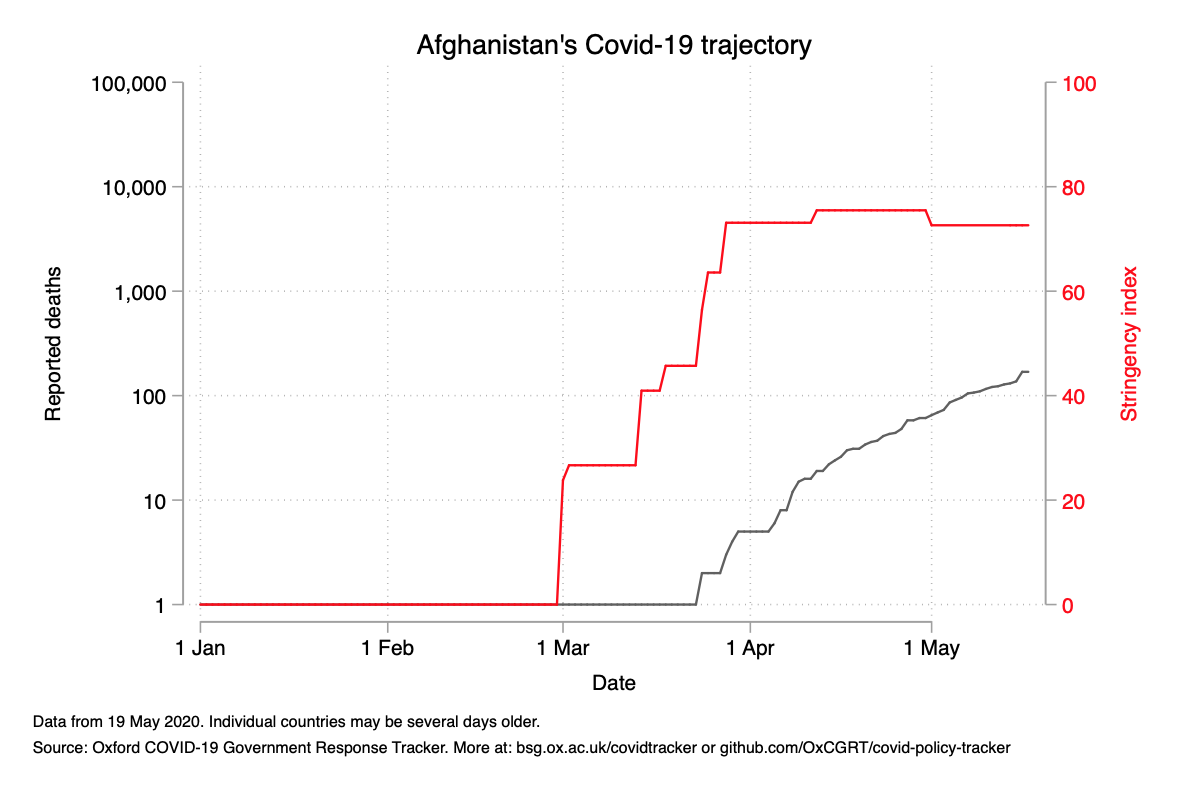 Afghanistan's Covid-19 trajectory
100,000
10,000
1,000
100
10
1
Reported deaths
100
80
60
40
20
0
Stringency index
1 Jan
1 Feb
1 Mar
1 Apr
1 May
Date
Data from 19 May 2020. Individual countries may be several days older.
Source: Oxford COVID-19 Government Response Tracker. More at: bsg.ox.ac.uk/covidtracker or github.com/OxCGRT/covid-policy-tracker